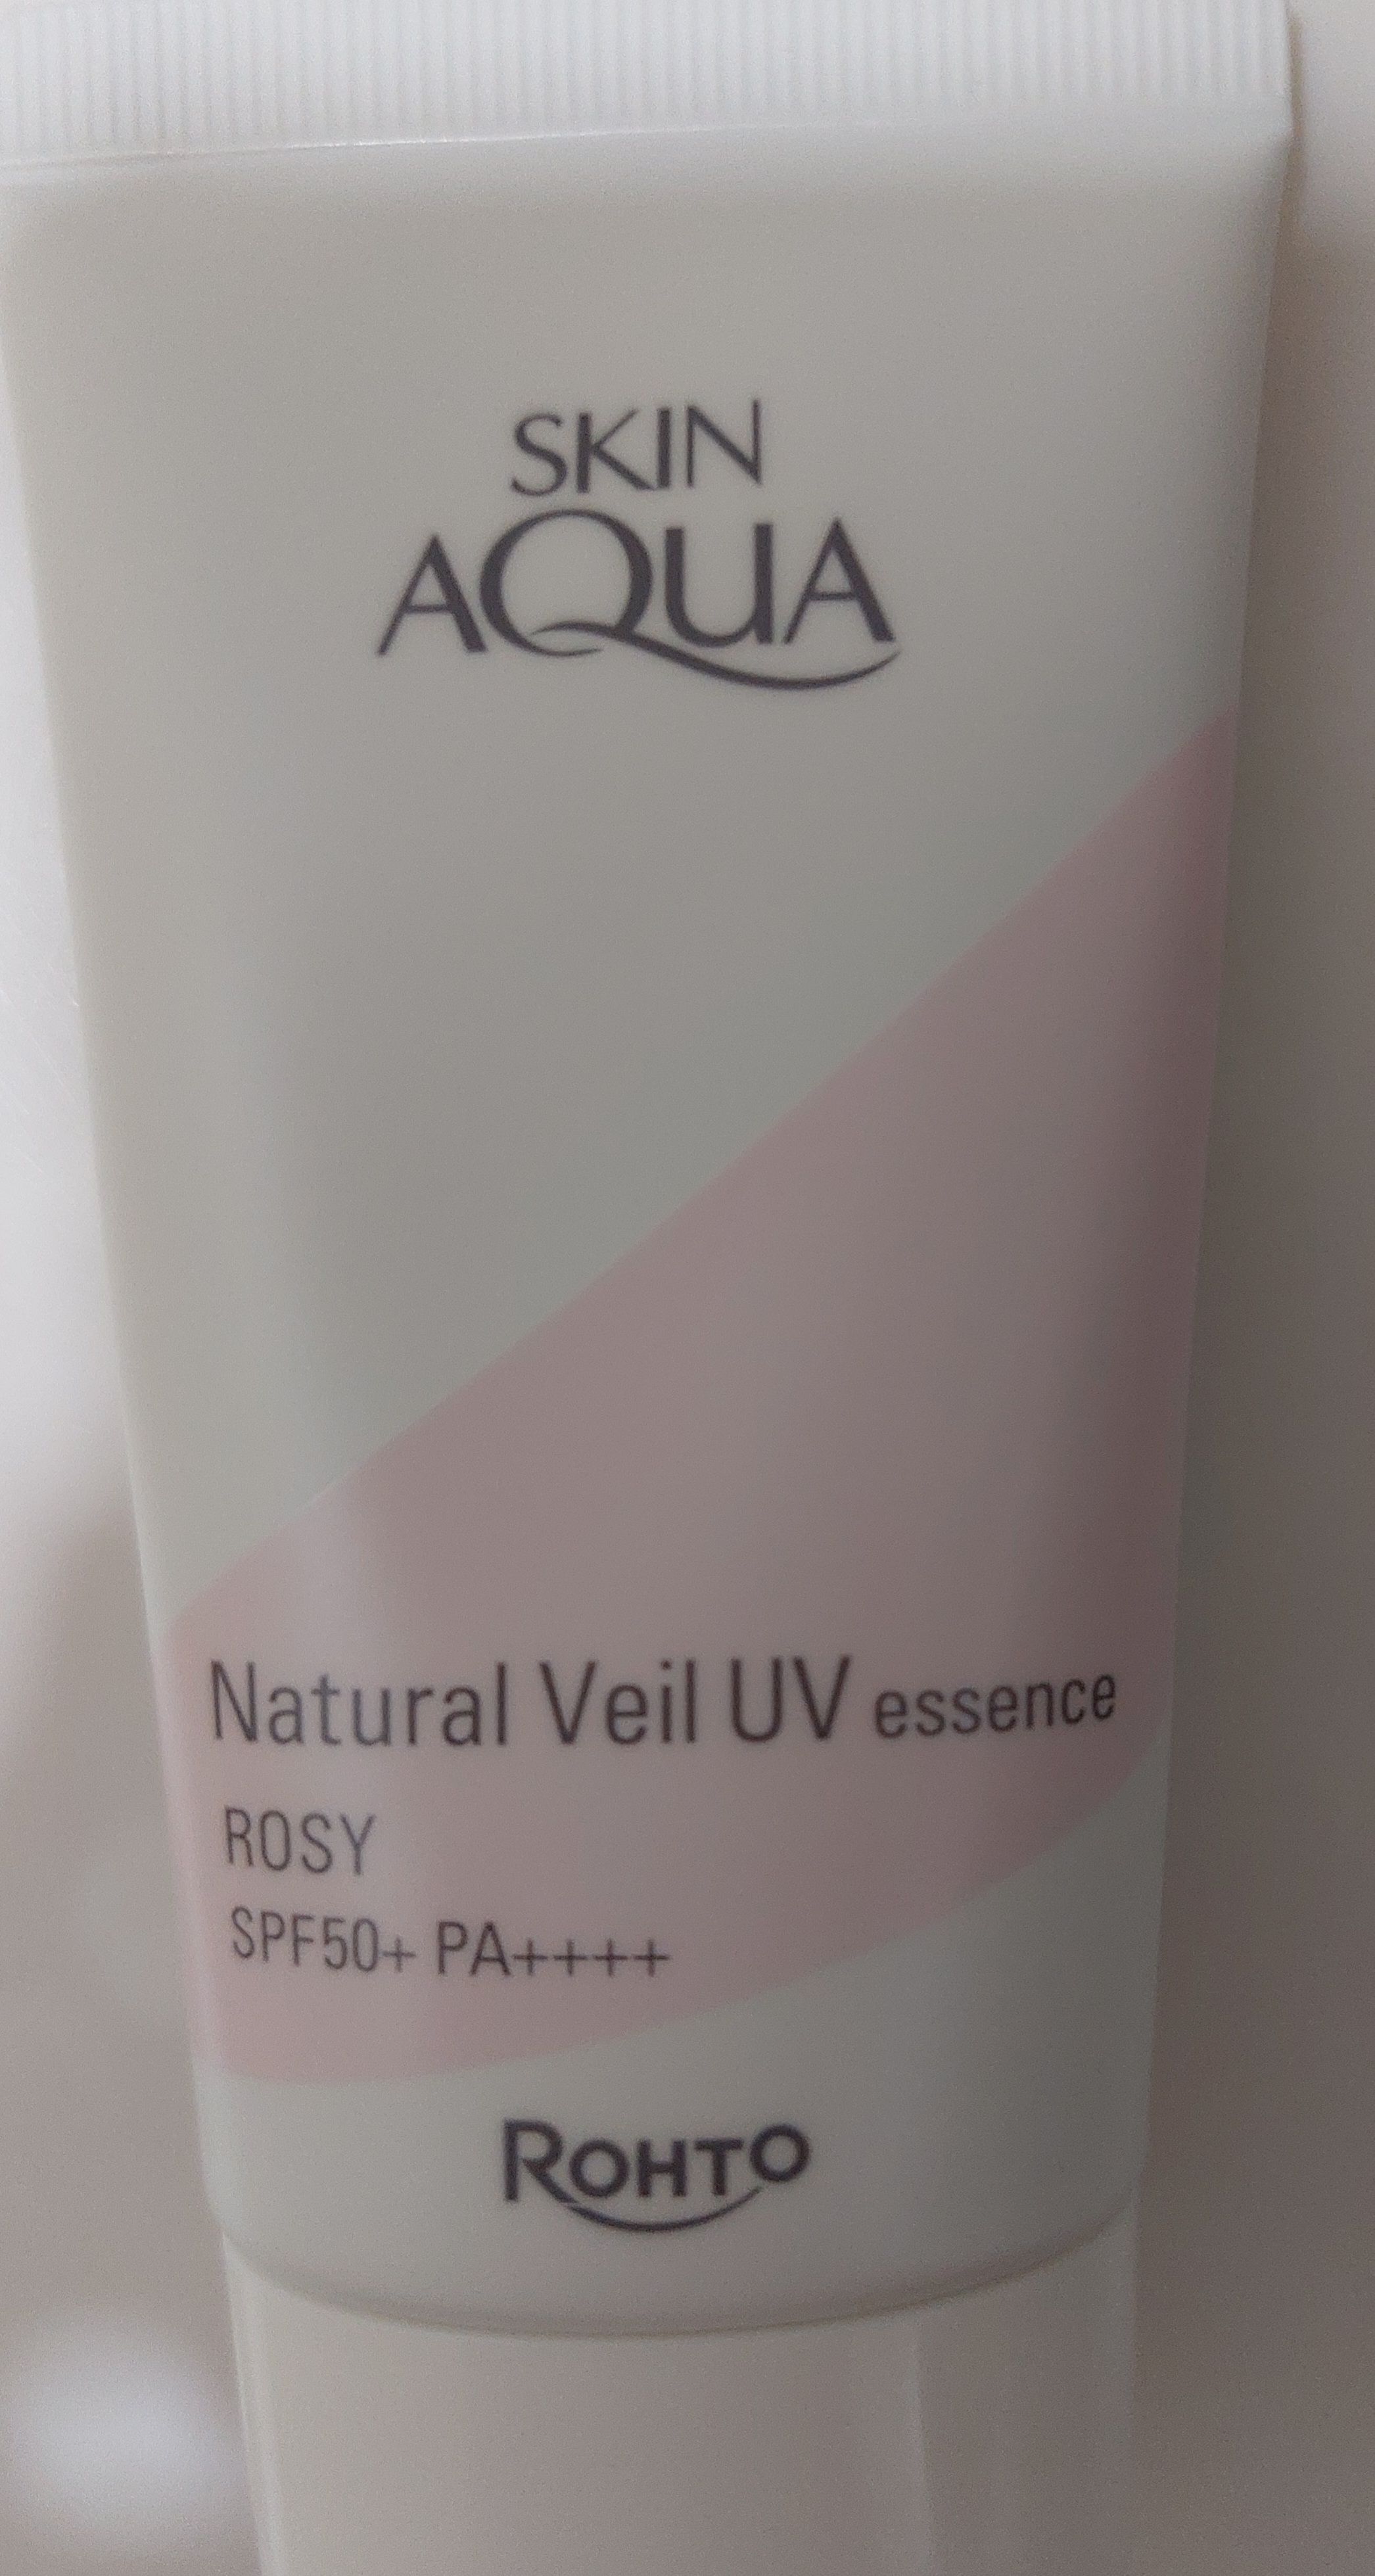 SKIN
AQUA
Natural Veil UV essence
ROSY
SPF50+ PA++++
ROHTO